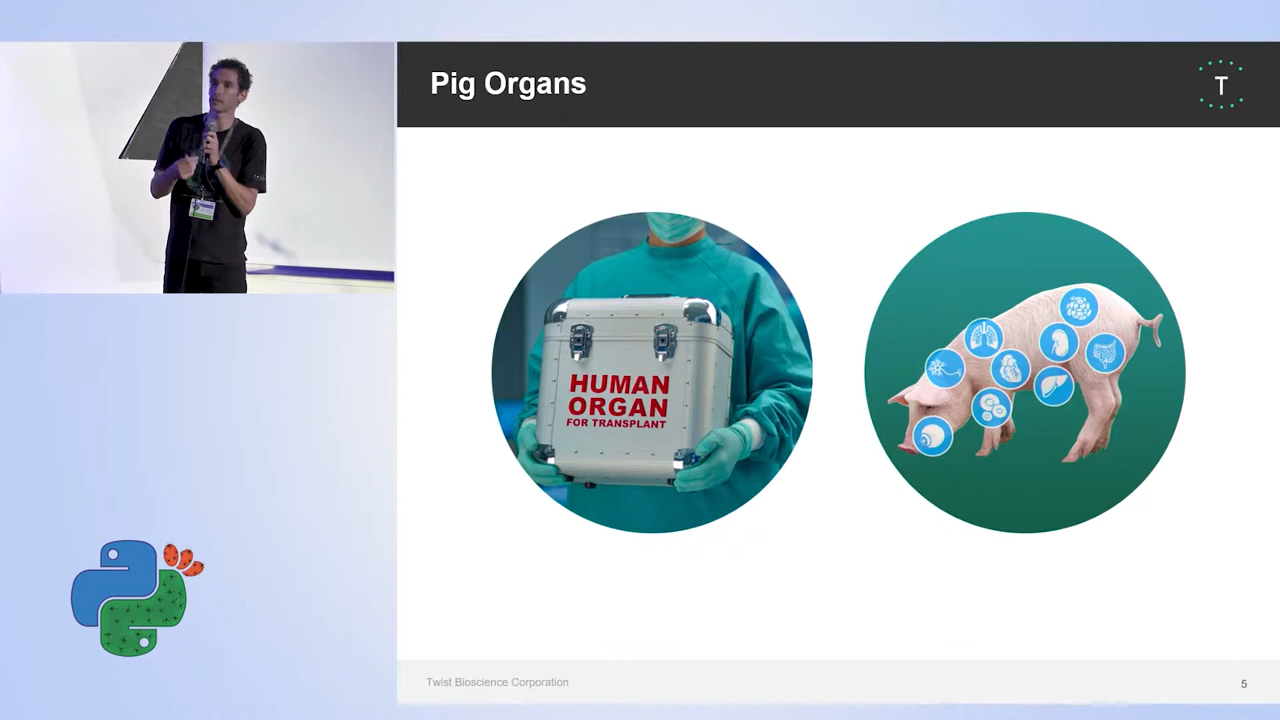 Pig Organs
T
HUMAN
ORGAN
FOR TRANSPLANT
Twist Bioscience Corporation
5